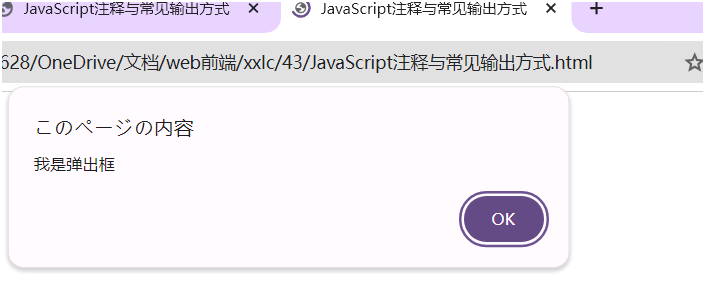 JavaScript注释与常见输出方式
JavaScript注释与常见输出方式
628/OneDrive/文档/web前端/xxlc/43/JavaScript注释与常见输出方式.html
このページの内容
我是弹出框
OK